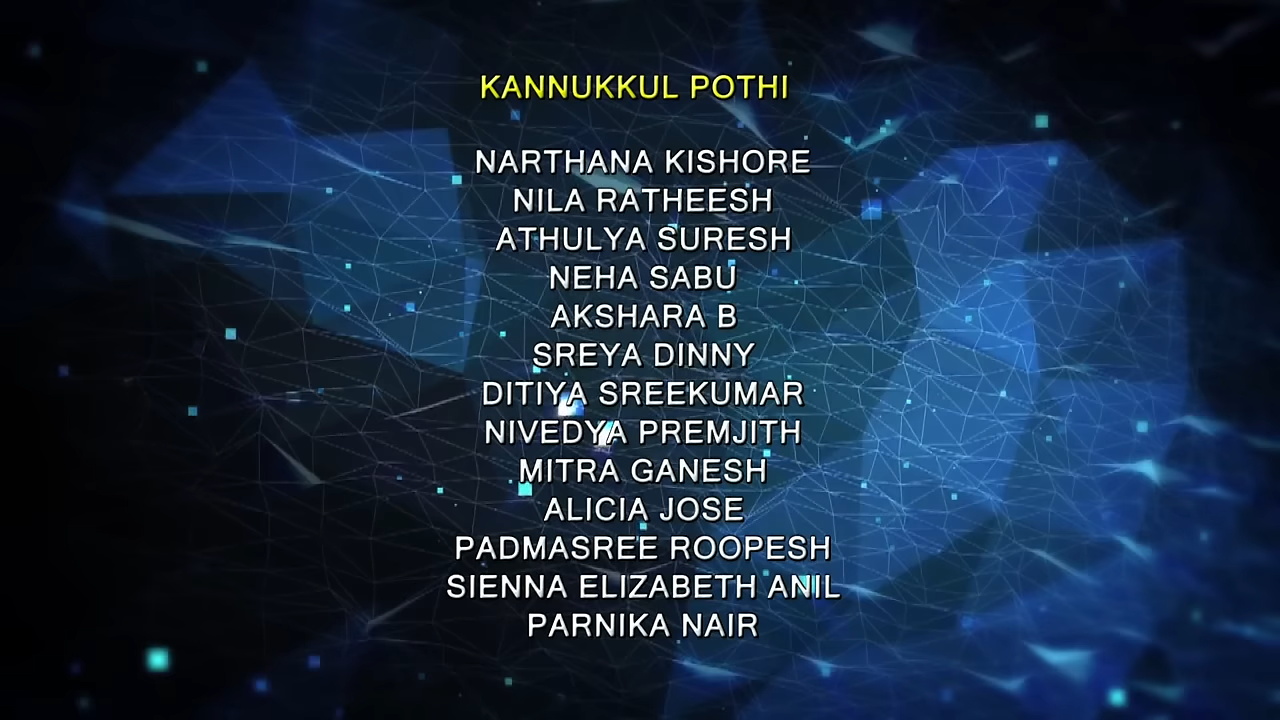 KANNUKKUL POTHI
NARTHANA KISHORE
NILA RATHEESH
ATHULYA SURESH
NEHA SABU
AKSHARA B
SREYA DINNY
DITIYA SREEKUMAR
NIVEDYA PREMJITH
MITRA GANESH
ALICIA JOSE
PADMASREE ROOPESH
SIENNA ELIZABETH ANIL
PARNIKA NAIR